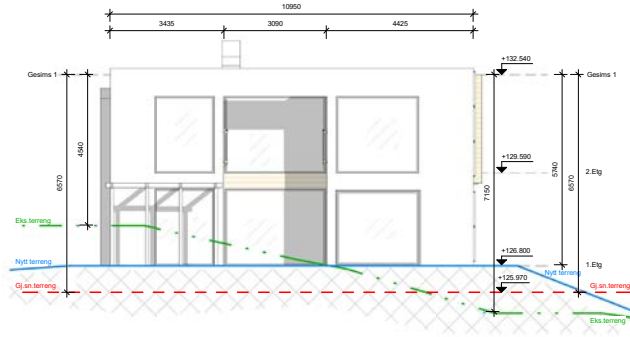 10950
3435 3090 4425
+132.540
Gesims 1 Gesims 1
4540
6570
+129.590
5740
6570
7150
2.Etg
Eks.terreng
+126.800
Nytt terreng 1.Etg
Nytt terreng
+125.970
Gj.sn.terreng Gj.sn.terreng
Eks.terreng